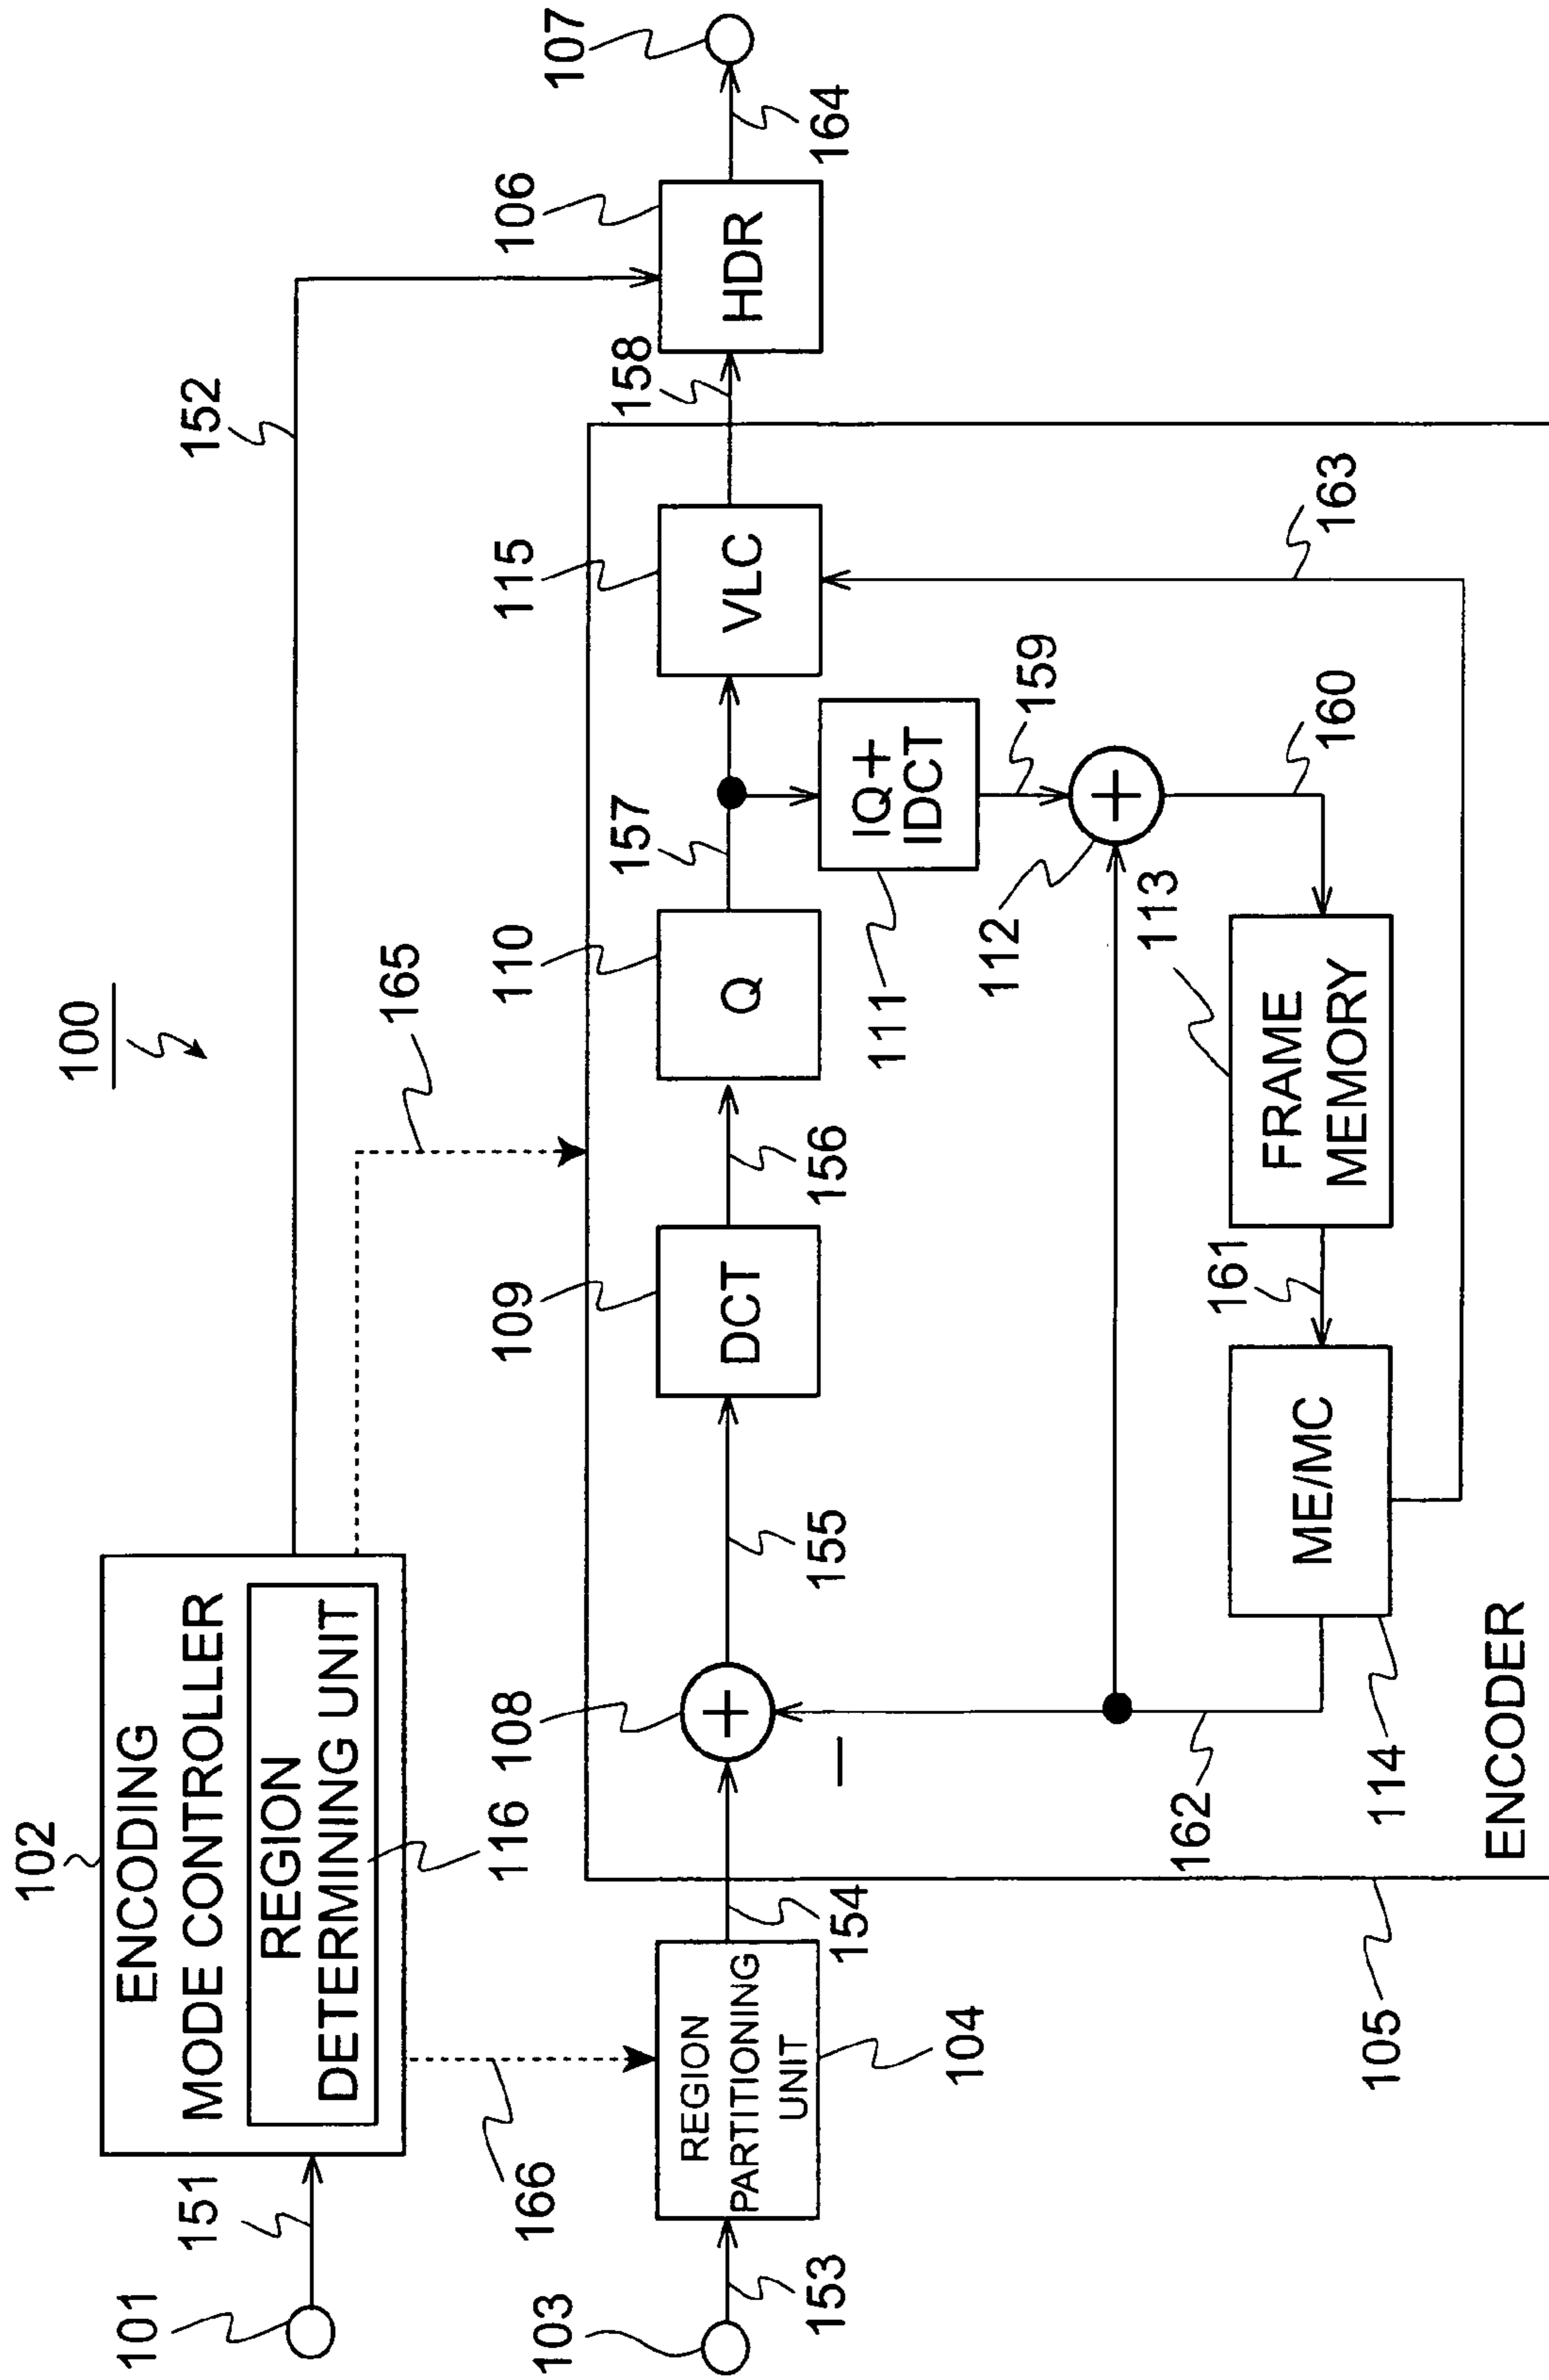 100
102
ENCODING
MODE CONTROLLER
REGION
DETERMINING UNIT
116
101
151
152
165
166
103
153
REGION
PARTITIONING
UNIT
104
154
108
+
−
155
109
DCT
156
110
Q
157
115
VLC
158
106
HDR
164
107
111
IQ+
IDCT
159
112
+
160
113
FRAME
MEMORY
161
ME/MC
114
162
163
105
ENCODER